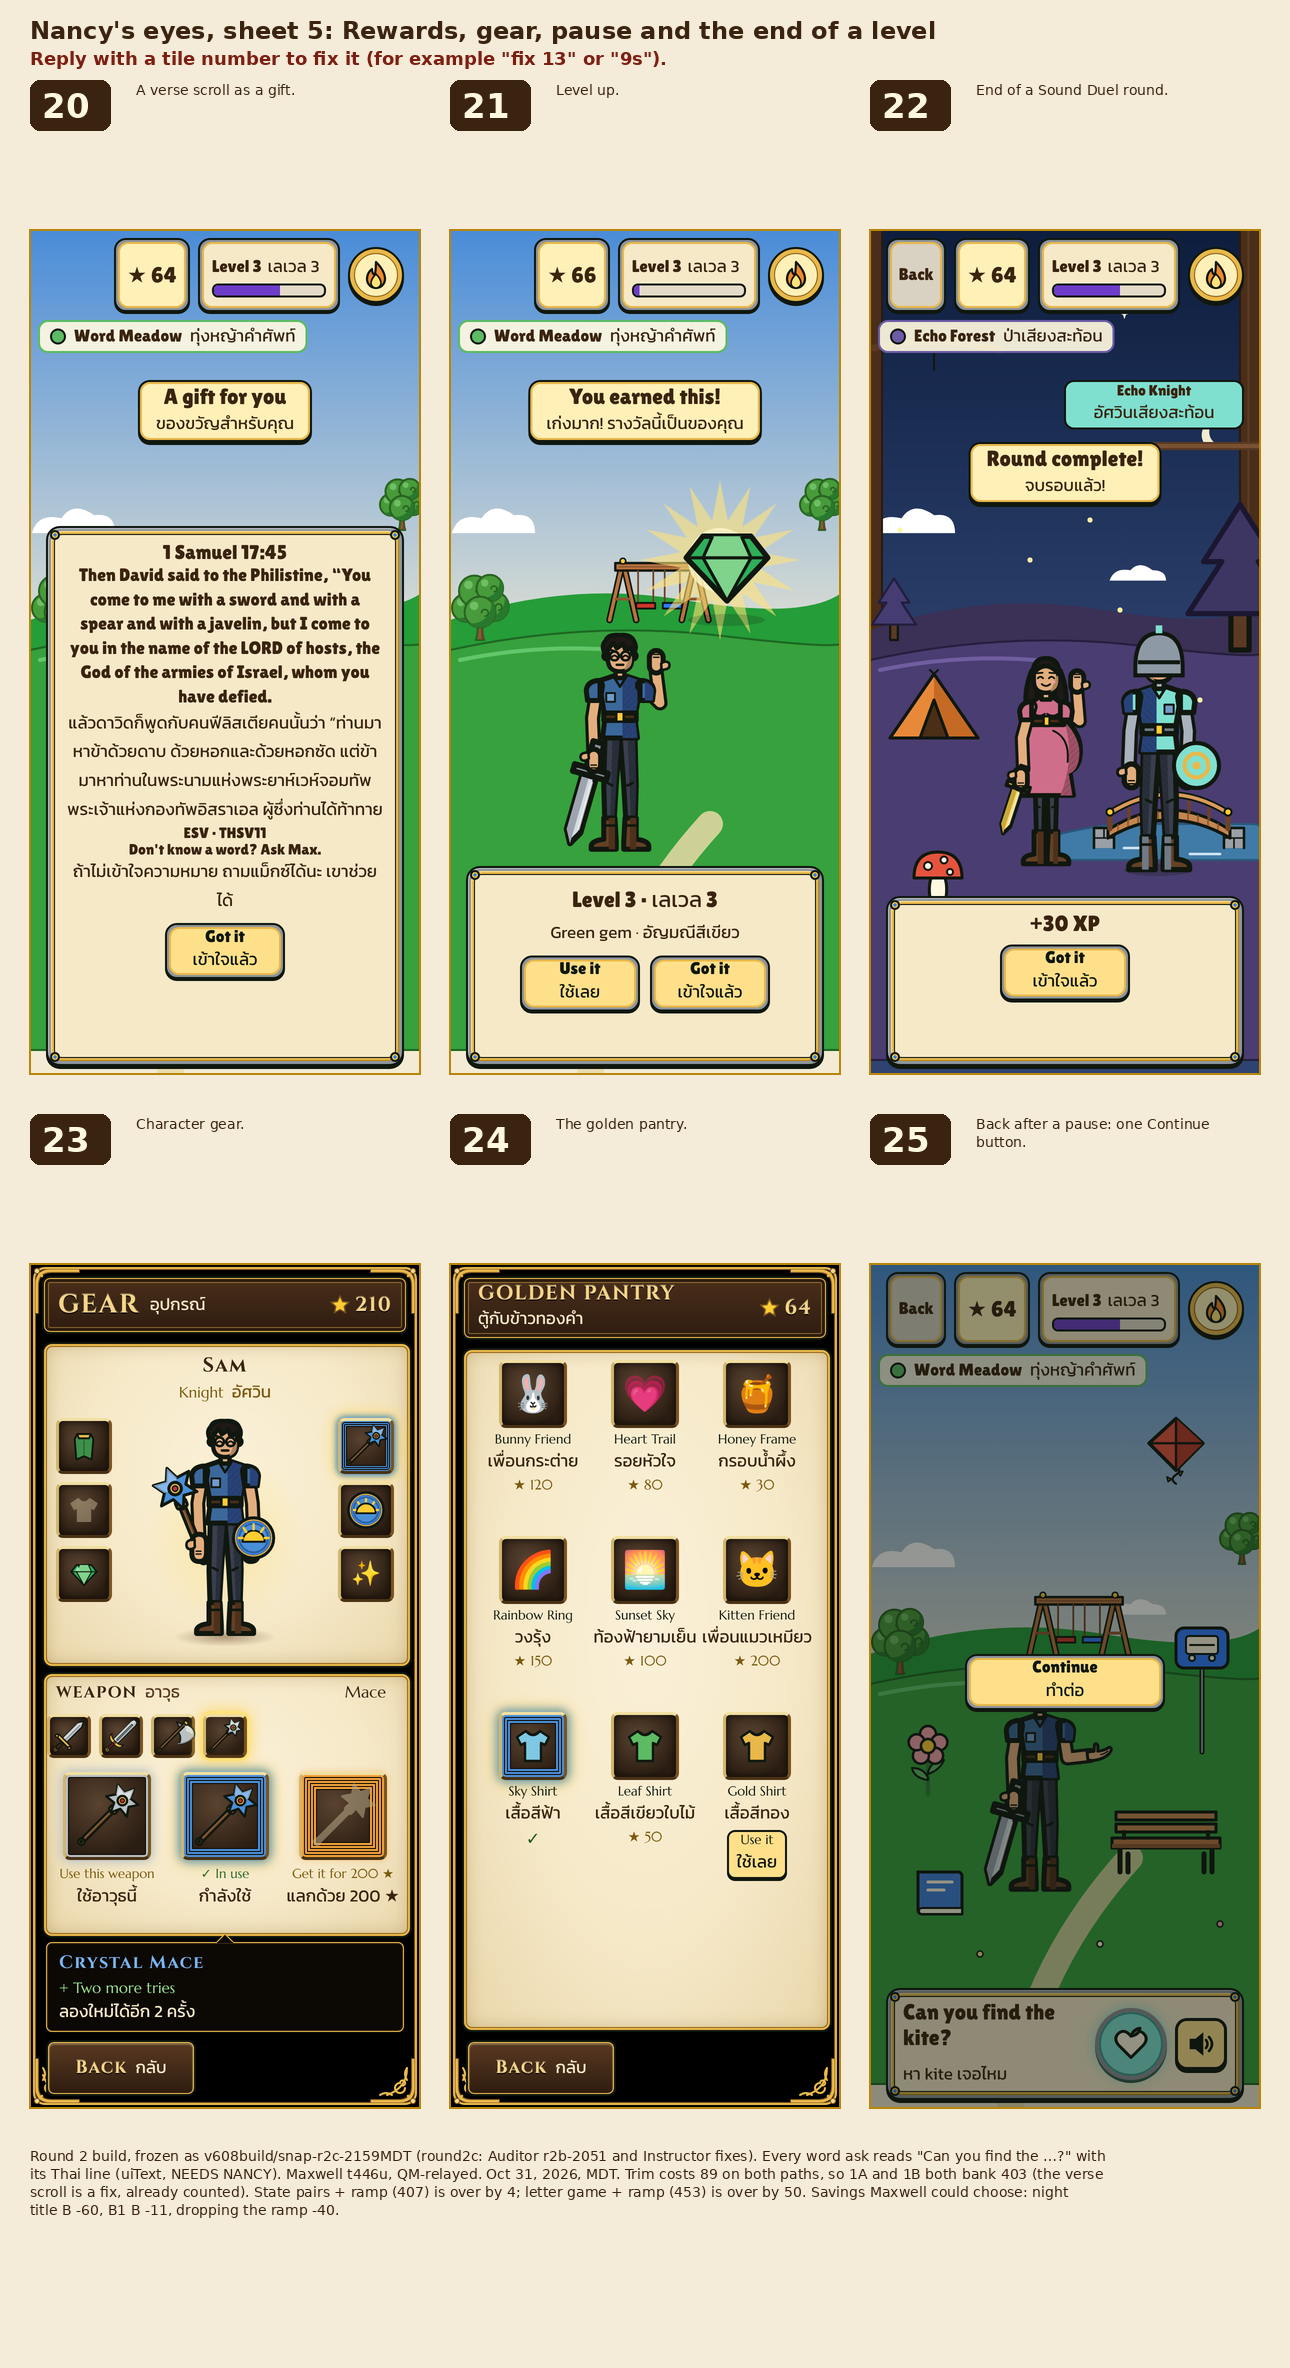 Nancy's eyes, sheet 5: Rewards, gear, pause and the end of a level
Reply with a tile number to fix it (for example "fix 13" or "9s").
20
A verse scroll as a gift.
21
Level up.
22
End of a Sound Duel round.
★ 64
Level 3 เลเวล 3
Word Meadow ทุ่งหญ้าคำศัพท์
A gift for you
ของขวัญสำหรับคุณ
1 Samuel 17:45
Then David said to the Philistine, “You
come to me with a sword and with a
spear and with a javelin, but I come to
you in the name of the LORD of hosts, the
God of the armies of Israel, whom you
have defied.
แล้วดาวิดก็พูดกับคนฟีลิสเตียคนนั้นว่า “ท่านมา
หาข้าด้วยดาบ ด้วยหอกและด้วยหอกซัด แต่ข้า
มาหาท่านในพระนามแห่งพระยาห์เวห์จอมทัพ
พระเจ้าแห่งกองทัพอิสราเอล ผู้ซึ่งท่านได้ท้าทาย
ESV · THSV11
Don't know a word? Ask Max.
ถ้าไม่เข้าใจความหมาย ถามแม็กซ์ได้นะ เขาช่วย
ได้
Got it
เข้าใจแล้ว
★ 66
Level 3 เลเวล 3
Word Meadow ทุ่งหญ้าคำศัพท์
You earned this!
เก่งมาก! รางวัลนี้เป็นของคุณ
Level 3 · เลเวล 3
Green gem · อัญมณีสีเขียว
Use it
ใช้เลย
Got it
เข้าใจแล้ว
Back
★ 64
Level 3 เลเวล 3
Echo Forest ป่าเสียงสะท้อน
Echo Knight
อัศวินเสียงสะท้อน
Round complete!
จบรอบแล้ว!
+30 XP
Got it
เข้าใจแล้ว
23
Character gear.
24
The golden pantry.
25
Back after a pause: one Continue
button.
GEAR อุปกรณ์
★ 210
SAM
Knight อัศวิน
WEAPON อาวุธ
Mace
Use this weapon
ใช้อาวุธนี้
✓ In use
กำลังใช้
Get it for 200 ★
แลกด้วย 200 ★
CRYSTAL MACE
+ Two more tries
ลองใหม่ได้อีก 2 ครั้ง
BACK กลับ
GOLDEN PANTRY
ตู้กับข้าวทองคำ
★ 64
Bunny Friend
เพื่อนกระต่าย
★ 120
Heart Trail
รอยหัวใจ
★ 80
Honey Frame
กรอบน้ำผึ้ง
★ 30
Rainbow Ring
วงรุ้ง
★ 150
Sunset Sky
ท้องฟ้ายามเย็น
★ 100
Kitten Friend
เพื่อนแมวเหมียว
★ 200
Sky Shirt
เสื้อสีฟ้า
✓
Leaf Shirt
เสื้อสีเขียวใบไม้
★ 50
Gold Shirt
เสื้อสีทอง
Use it
ใช้เลย
BACK กลับ
Back
★ 64
Level 3 เลเวล 3
Word Meadow ทุ่งหญ้าคำศัพท์
Continue
ทำต่อ
Can you find the
kite?
หา kite เจอไหม
Round 2 build, frozen as v608build/snap-r2c-2159MDT (round2c: Auditor r2b-2051 and Instructor fixes). Every word ask reads "Can you find the ...?" with
its Thai line (uiText, NEEDS NANCY). Maxwell t446u, QM-relayed. Oct 31, 2026, MDT. Trim costs 89 on both paths, so 1A and 1B both bank 403 (the verse
scroll is a fix, already counted). State pairs + ramp (407) is over by 4; letter game + ramp (453) is over by 50. Savings Maxwell could choose: night
title B -60, B1 B -11, dropping the ramp -40.